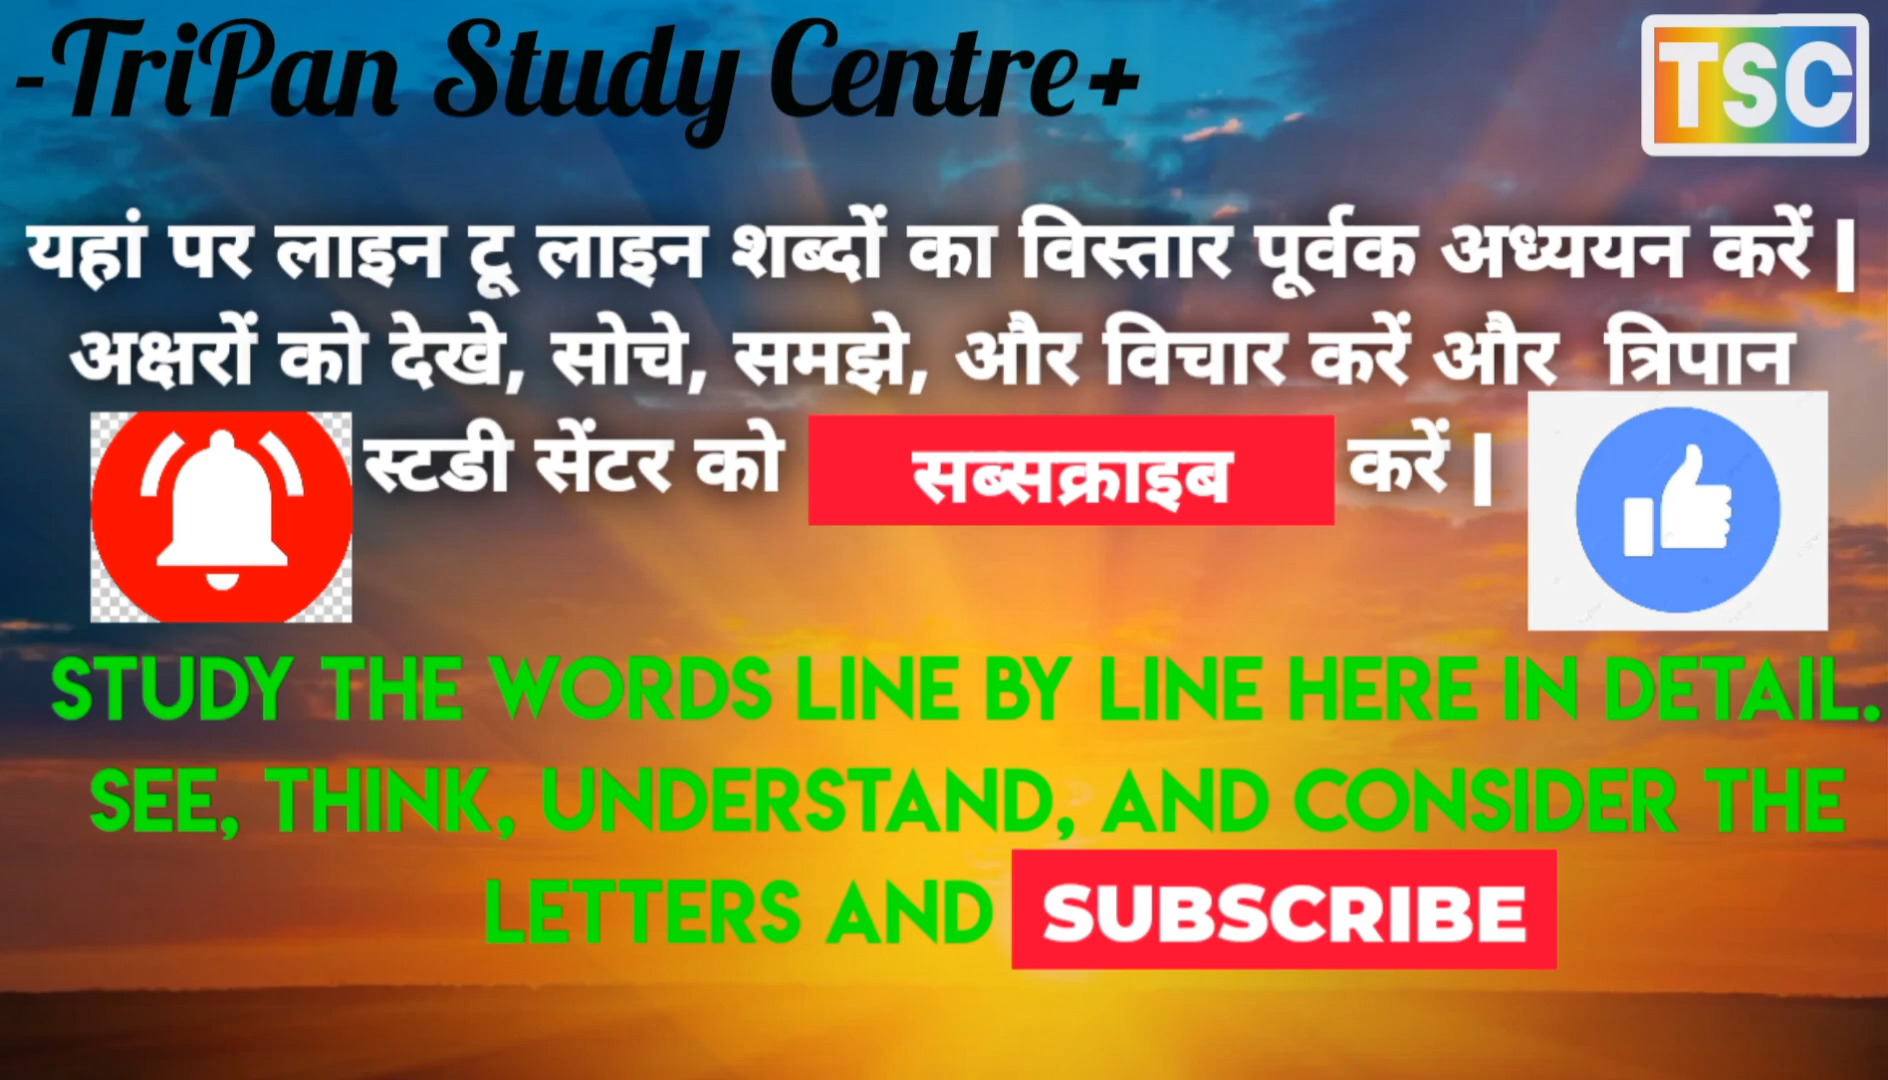 -TriPan Study Centre+
TSC
यहां पर लाइन टू लाइन शब्दों का विस्तार पूर्वक अध्ययन करें |
अक्षरों को देखे, सोचे, समझे, और विचार करें और त्रिपान
स्टडी सेंटर को सब्सक्राइब करें |
STUDY THE WORDS LINE BY LINE HERE IN DETAIL.
SEE, THINK, UNDERSTAND, AND CONSIDER THE
LETTERS AND SUBSCRIBE